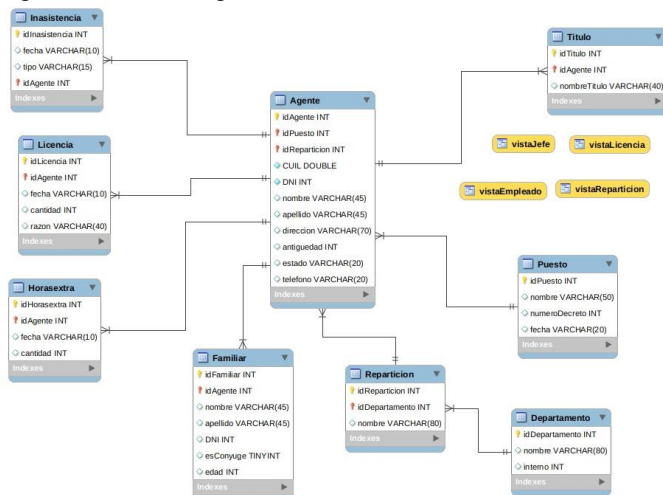 Inasistencia
idInasistencia INT
fecha VARCHAR(10)
tipo VARCHAR(15)
idAgente INT
Indexes
Licencia
idLicencia INT
idAgente INT
fecha VARCHAR(10)
cantidad INT
razon VARCHAR(40)
Indexes
Horasextra
idHorasextra INT
idAgente INT
fecha VARCHAR(10)
cantidad INT
Indexes
Agente
idAgente INT
idPuesto INT
idReparticion INT
CUIL DOUBLE
DNI INT
nombre VARCHAR(45)
apellido VARCHAR(45)
direccion VARCHAR(70)
antiguedad INT
estado VARCHAR(20)
telefono VARCHAR(20)
Indexes
Familiar
idFamiliar INT
idAgente INT
nombre VARCHAR(45)
apellido VARCHAR(45)
DNI INT
esConyuge TINYINT
edad INT
Indexes
Reparticion
idReparticion INT
idDepartamento INT
nombre VARCHAR(80)
Indexes
Titulo
idTitulo INT
idAgente INT
nombreTitulo VARCHAR(40)
Indexes
vistaJefe
vistaLicencia
vistaEmpleado
vistaReparticion
Puesto
idPuesto INT
nombre VARCHAR(50)
numeroDecreto INT
fecha VARCHAR(20)
Indexes
Departamento
idDepartamento INT
nombre VARCHAR(80)
interno INT
Indexes